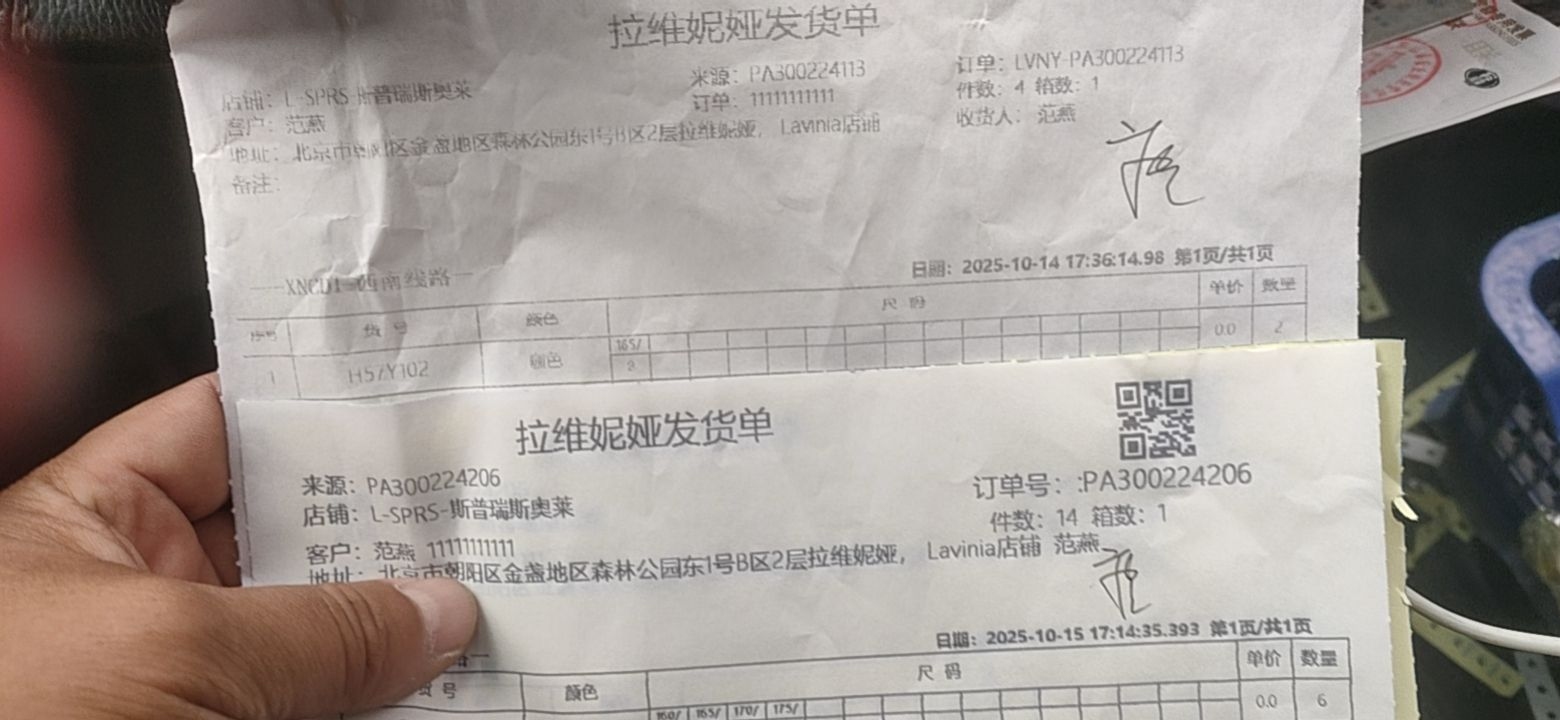 拉维妮娅发货单
来源：PA300224113
订单：LVNY-PA300224113
店铺：L-SPRS-斯普瑞斯奥莱
订单：11111111111
件数：4 箱数：1
客户：范燕
收货人：范燕
地址：北京市朝阳区金盏地区森林公园东1号B区2层拉维妮娅， Lavinia店铺
备注：
XNCD1-西南线路一
日期：2025-10-14 17:36:14.98 第1页/共1页
序号 货 号 颜色 尺 码 单价 数量
165/
1 H57Y102 2 0.0 2
拉维妮娅发货单
来源：PA300224206
订单号：:PA300224206
店铺：L-SPRS-斯普瑞斯奥莱
件数：14 箱数：1
客户：范燕 11111111111
地址：北京市朝阳区金盏地区森林公园东1号B区2层拉维妮娅， Lavinia店铺 范燕
日期：2025-10-15 17:14:35.393 第1页/共1页
货 号 颜色 尺 码 单价 数量
160/ 165/ 170/ 175/
0.0 6